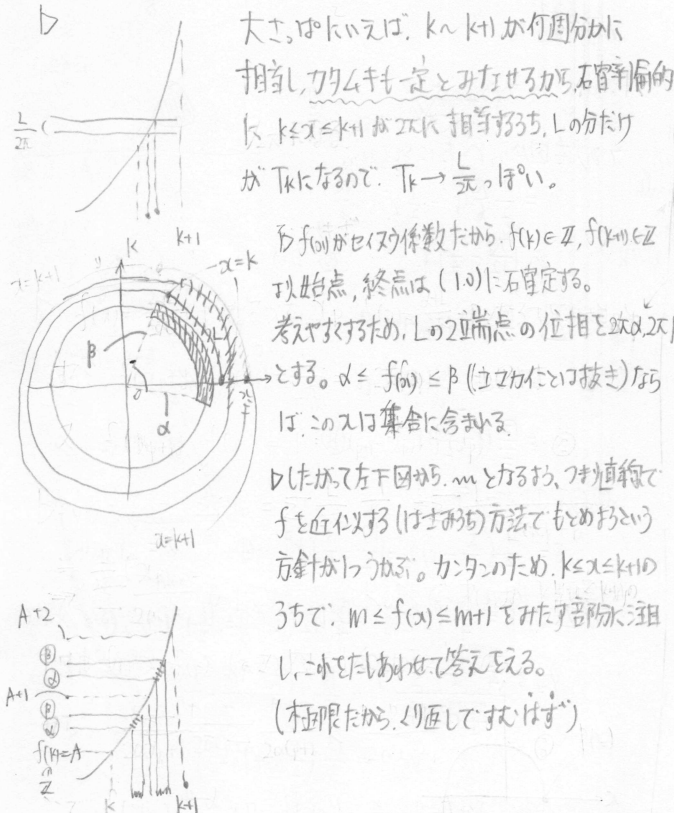 大ざっぱにいえば、k～k+1が何周分かに
相当し、カタムキも一定とみなせるから、確率論的
に k≤x≤k+1が2πに相当するうち、Lの分だけ
がTkになるので、Tk→L/2πっぽい。
▷f(x)がセイスウ係数だから、f(k)∈Z, f(k+1)∈Z
より始点,終点は(1,0)に確定する。
考えやすくするため、Lの2端点の位相を2πα,2πβ
とする。α≤f(x)≤β(コマカイことは抜き)なら
ば、このxは集合に含まれる。
▷したがって左下図から、mとなるよう、つまり直線で
fを近似する(はさみうち)方法でもとめようという
方針が1つうかぶ。カンタンのため、k≤x≤k+1の
うちで、m≤f(x)≤m+1をみたす部分に注目
し、これをたしあわせて答えをえる。
(極限だから、くり返しですむはず)
▷
L/2π
k
k+1
x=k+1
x=k
β
L
α
x=k+1
A+2
β
α
A+1
β
α
f(k)=A
Z
k
k+1